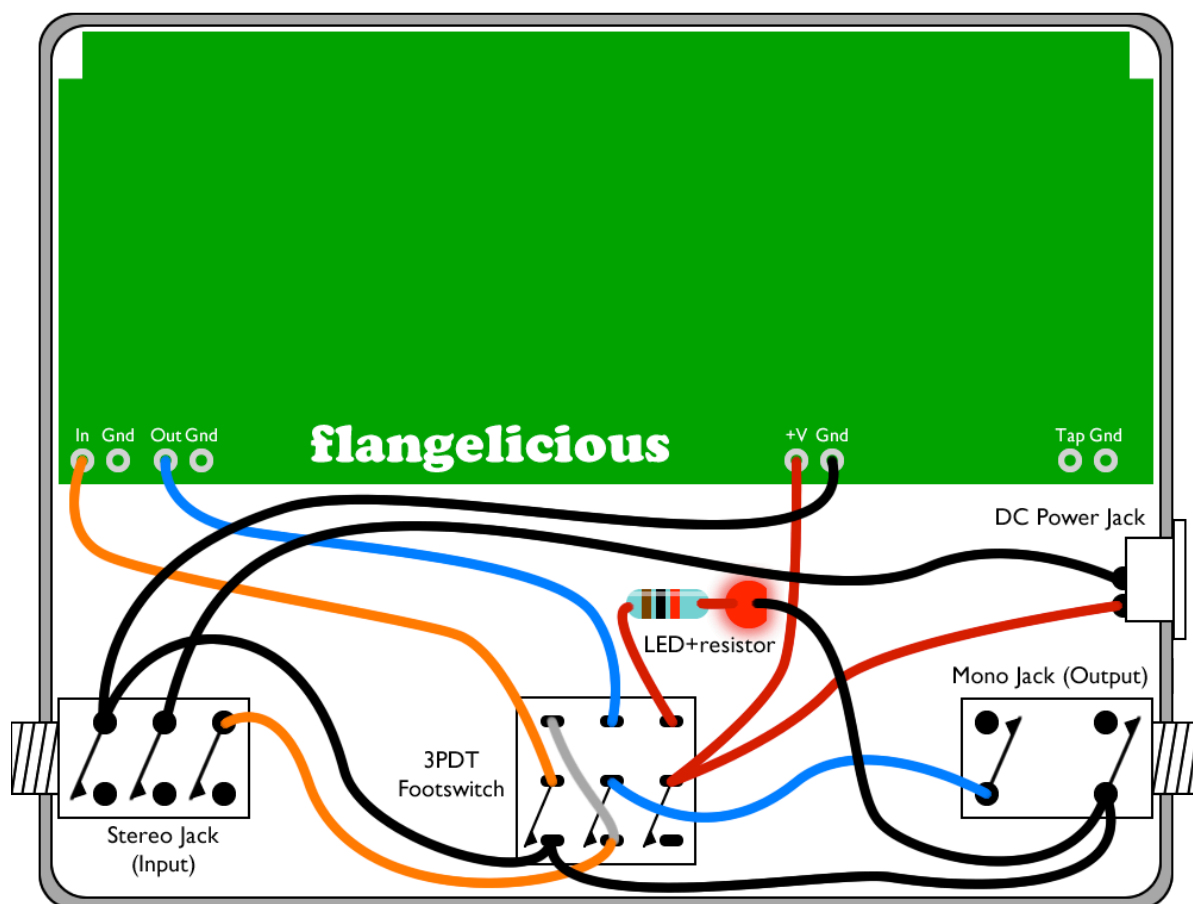 In Gnd Out Gnd
flangelicious
+V Gnd
Tap Gnd
DC Power Jack
LED+resistor
Mono Jack (Output)
3PDT
Footswitch
Stereo Jack
(Input)